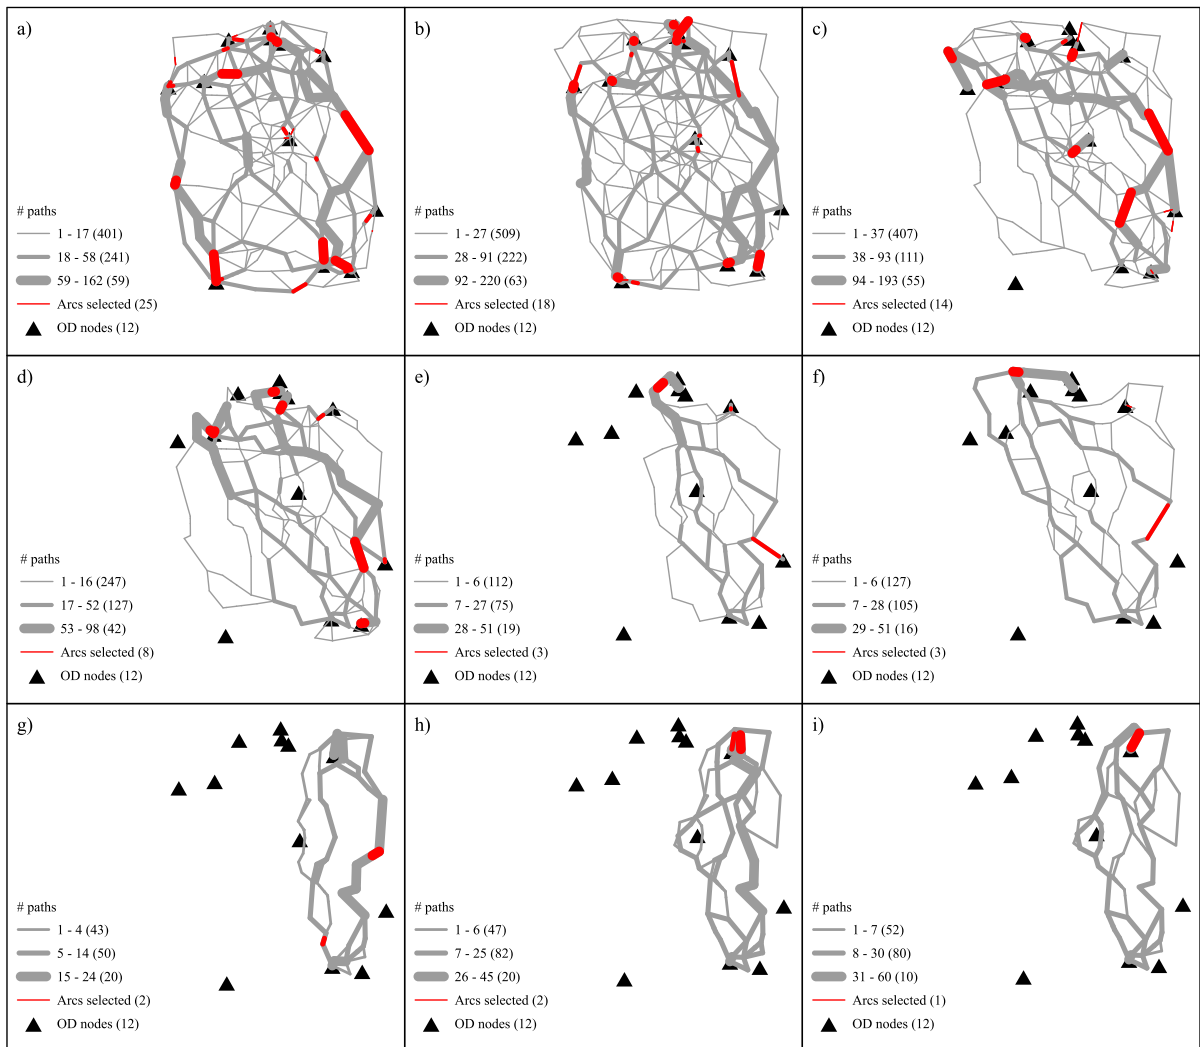 a)
# paths
1 - 17 (401)
18 - 58 (241)
59 - 162 (59)
Arcs selected (25)
OD nodes (12)
b)
# paths
1 - 27 (509)
28 - 91 (222)
92 - 220 (63)
Arcs selected (18)
OD nodes (12)
c)
# paths
1 - 37 (407)
38 - 93 (111)
94 - 193 (55)
Arcs selected (14)
OD nodes (12)
d)
# paths
1 - 16 (247)
17 - 52 (127)
53 - 98 (42)
Arcs selected (8)
OD nodes (12)
e)
# paths
1 - 6 (112)
7 - 27 (75)
28 - 51 (19)
Arcs selected (3)
OD nodes (12)
f)
# paths
1 - 6 (127)
7 - 28 (105)
29 - 51 (16)
Arcs selected (3)
OD nodes (12)
g)
# paths
1 - 4 (43)
5 - 14 (50)
15 - 24 (20)
Arcs selected (2)
OD nodes (12)
h)
# paths
1 - 6 (47)
7 - 25 (82)
26 - 45 (20)
Arcs selected (2)
OD nodes (12)
i)
# paths
1 - 7 (52)
8 - 30 (80)
31 - 60 (10)
Arcs selected (1)
OD nodes (12)